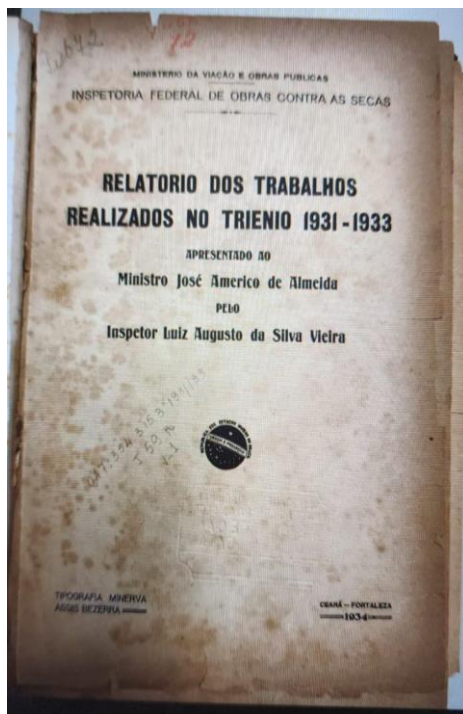 MINISTERIO DA VIAÇÃO E OBRAS PUBLICAS
INSPETORIA FEDERAL DE OBRAS CONTRA AS SECAS
RELATORIO DOS TRABALHOS
REALIZADOS NO TRIENIO 1931-1933
APRESENTADO AO
Ministro José Americo de Almeida
PELO
Inspetor Luiz Augusto da Silva Vieira
TIPOGRAFIA MINERVA
ASSIS BEZERRA
CEARÁ — FORTALEZA
1934